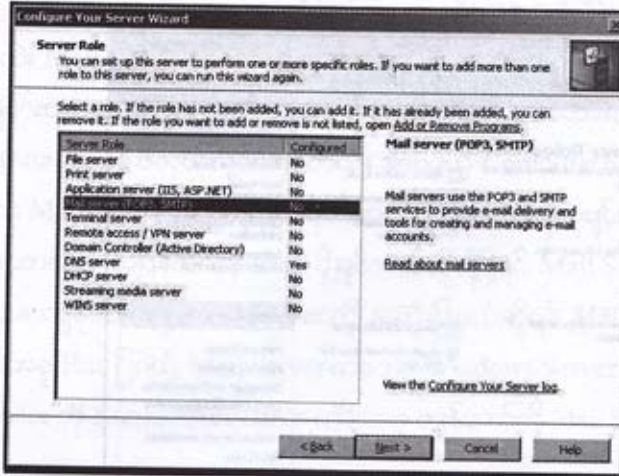 Configure Your Server Wizard
Server Role
You can set up this server to perform one or more specific roles. If you want to add more than one
role to this server, you can run this wizard again.
Select a role. If the role has not been added, you can add it. If it has already been added, you can
remove it. If the role you want to add or remove is not listed, open Add or Remove Programs.
Server Role Configured
File server No
Print server No
Application server (IIS, ASP.NET) No
Mail server (POP3, SMTP) No
Terminal server No
Remote access / VPN server No
Domain Controller (Active Directory) No
DNS server Yes
DHCP server No
Streaming media server No
WINS server No
Mail server (POP3, SMTP)
Mail servers use the POP3 and SMTP
services to provide e-mail delivery and
tools for creating and managing e-mail
accounts.
Read about mail servers
View the Configure Your Server log.
< Back
Next >
Cancel
Help